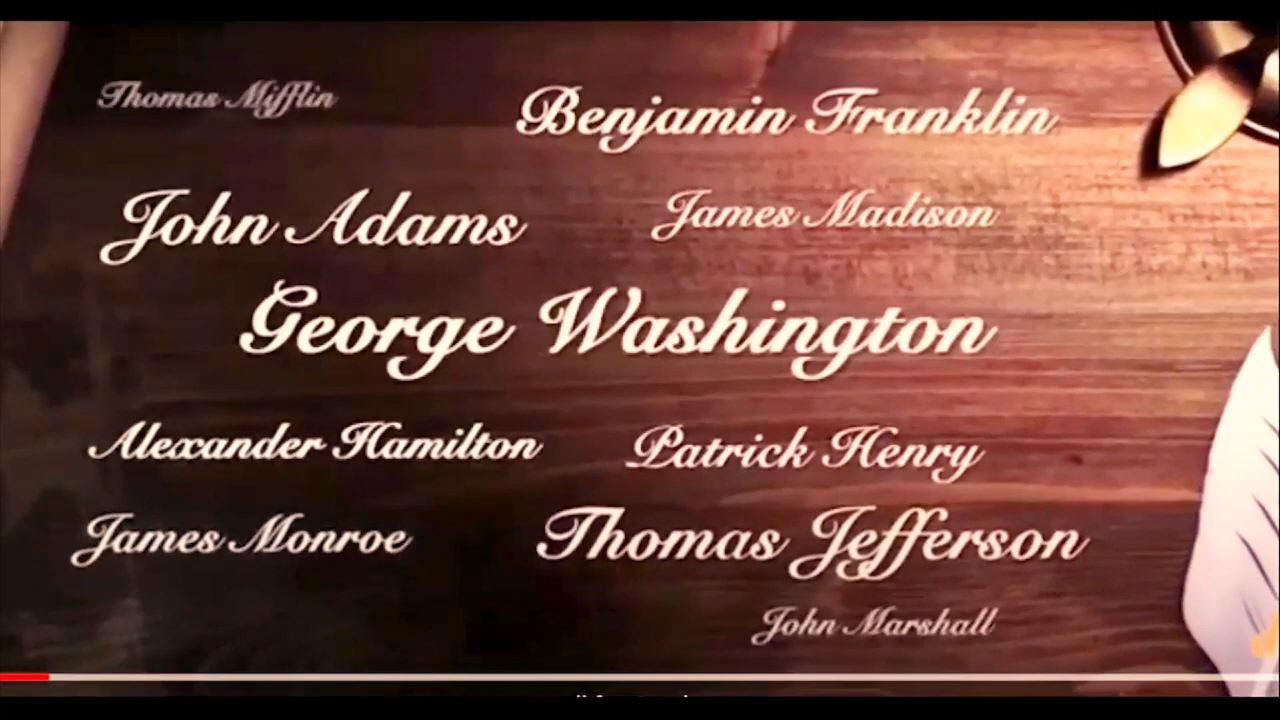 Thomas Mifflin
Benjamin Franklin
John Adams
James Madison
George Washington
Alexander Hamilton
Patrick Henry
James Monroe
Thomas Jefferson
John Marshall